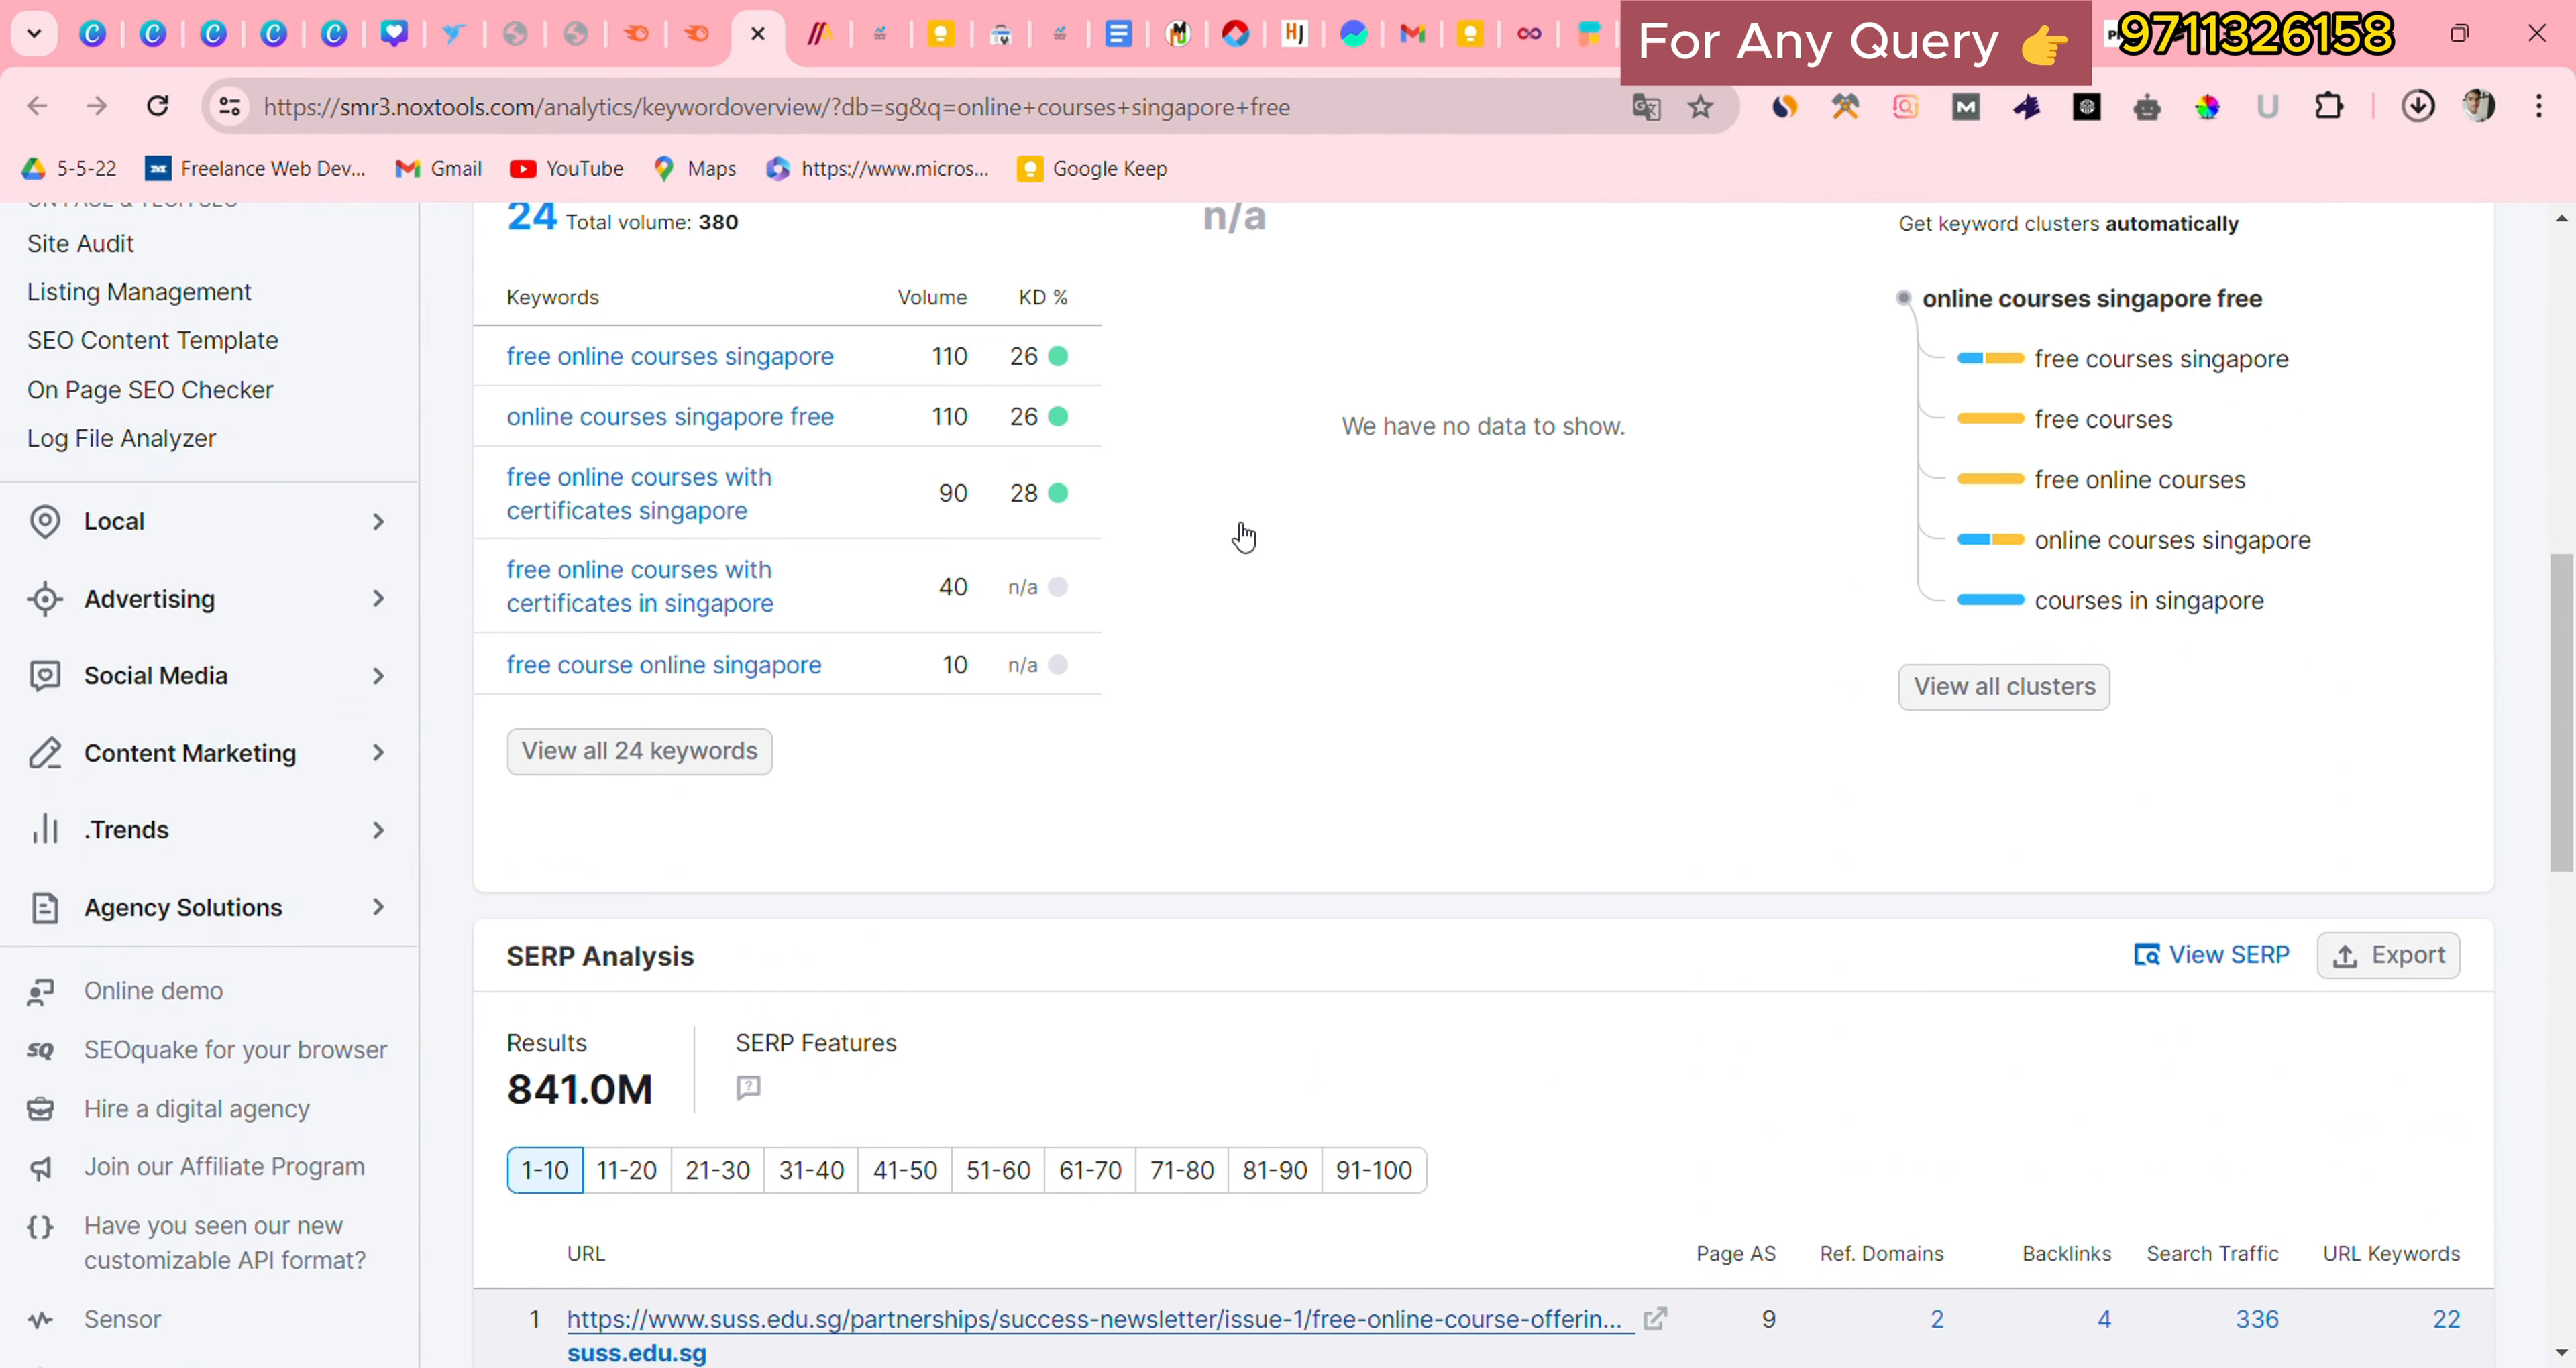 For Any Query 👉
9711326158
https://smr3.noxtools.com/analytics/keywordoverview/?db=sg&q=online+courses+singapore+free
5-5-22
Freelance Web Dev...
Gmail
YouTube
Maps
https://www.micros...
Google Keep
ON PAGE & TECH SEO
Site Audit
Listing Management
SEO Content Template
On Page SEO Checker
Log File Analyzer
Local
Advertising
Social Media
Content Marketing
.Trends
Agency Solutions
Online demo
SEOquake for your browser
Hire a digital agency
Join our Affiliate Program
Have you seen our new
customizable API format?
Sensor
24 Total volume: 380
Keywords Volume KD %
free online courses singapore 110 26
online courses singapore free 110 26
free online courses with
certificates singapore 90 28
free online courses with
certificates in singapore 40 n/a
free course online singapore 10 n/a
View all 24 keywords
n/a
We have no data to show.
Get keyword clusters automatically
online courses singapore free
free courses singapore
free courses
free online courses
online courses singapore
courses in singapore
View all clusters
SERP Analysis
View SERP
Export
Results
841.0M
SERP Features
1-10 11-20 21-30 31-40 41-50 51-60 61-70 71-80 81-90 91-100
URL Page AS Ref. Domains Backlinks Search Traffic URL Keywords
1 https://www.suss.edu.sg/partnerships/success-newsletter/issue-1/free-online-course-offerin... 9 2 4 336 22
suss.edu.sg